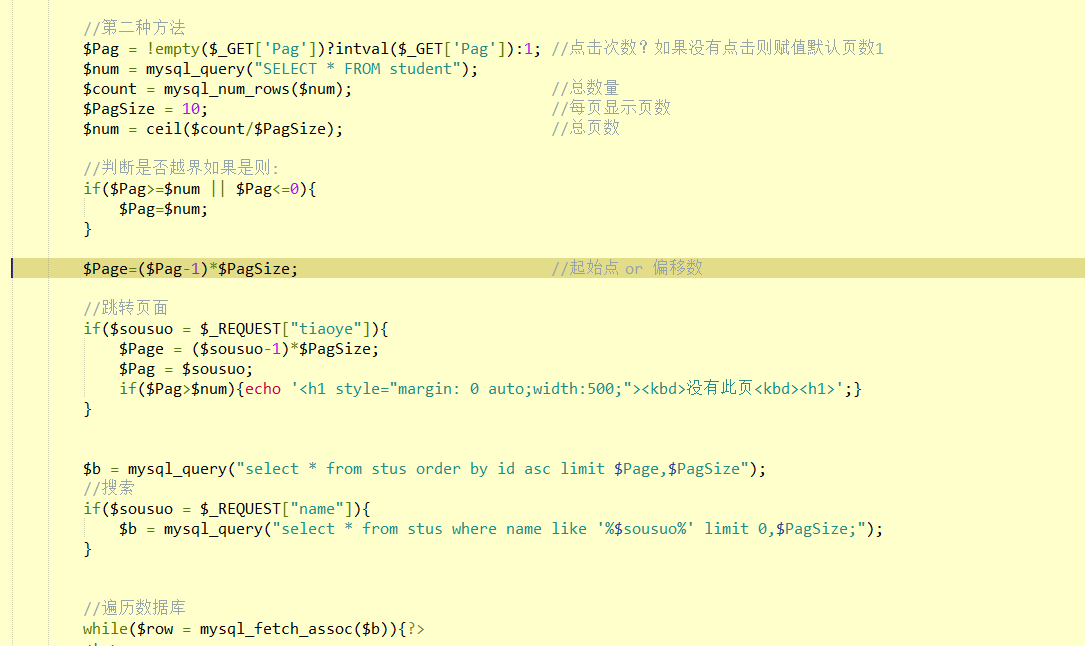 //第二种方法
$Pag = !empty($_GET['Pag'])?intval($_GET['Pag']):1; //点击次数？如果没有点击则赋值默认页数1
$num = mysql_query("SELECT * FROM student");
$count = mysql_num_rows($num); //总数量
$PagSize = 10; //每页显示页数
$num = ceil($count/$PagSize); //总页数
//判断是否越界如果是则:
if($Pag>=$num || $Pag<=0){
$Pag=$num;
}
$Page=($Pag-1)*$PagSize; //起始点 or 偏移数
//跳转页面
if($sousuo = $_REQUEST["tiaoye"]){
$Page = ($sousuo-1)*$PagSize;
$Pag = $sousuo;
if($Pag>$num){echo '<h1 style="margin: 0 auto;width:500;"><kbd>没有此页<kbd><h1>';}
}
$b = mysql_query("select * from stus order by id asc limit $Page,$PagSize");
//搜索
if($sousuo = $_REQUEST["name"]){
$b = mysql_query("select * from stus where name like '%$sousuo%' limit 0,$PagSize;");
}
//遍历数据库
while($row = mysql_fetch_assoc($b)){?>